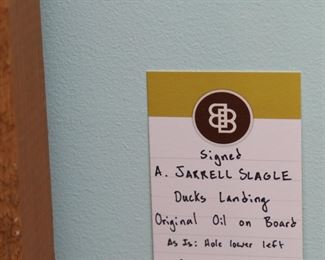 B B
Signed
A. JARRELL SLAGLE
Ducks Landing
Original Oil on Board
As Is: Hole lower left